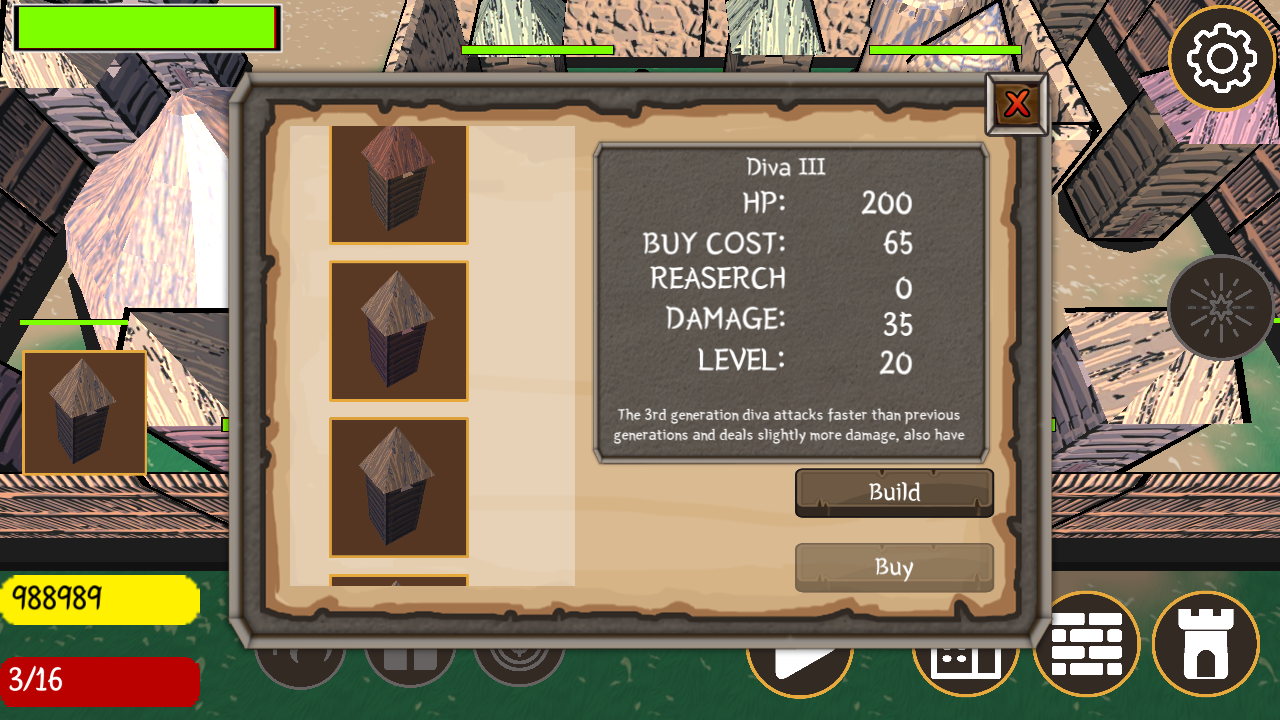 Diva III
HP: 200
BUY COST: 65
REASERCH 0
DAMAGE: 35
LEVEL: 20
The 3rd generation diva attacks faster than previous
generations and deals slightly more damage, also have
Build
Buy
988989
3/16